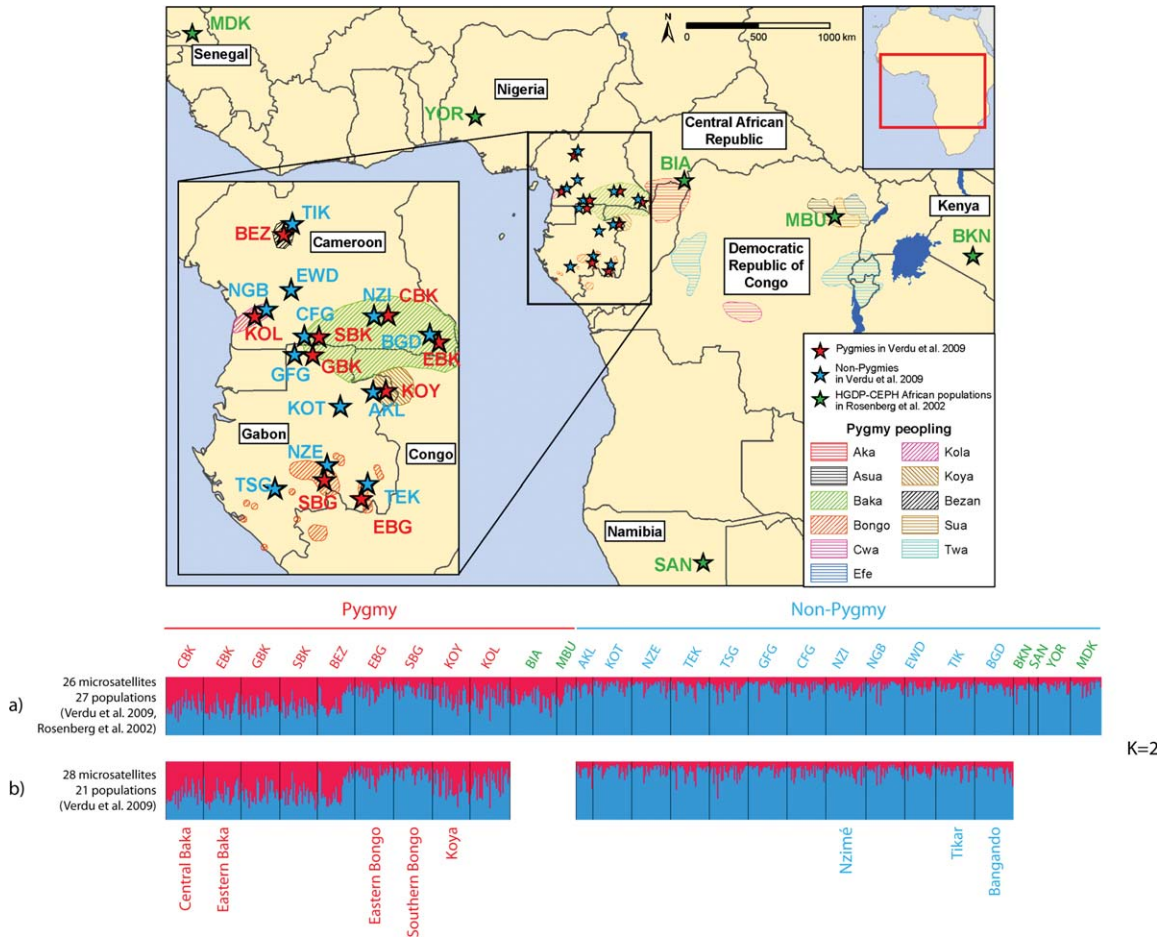 MDK
Senegal
N
0 500 1000 km
Nigeria
YOR
Central African
Republic
BIA
MBU
Kenya
BKN
Democratic
Republic of
Congo
TIK
BEZ
Cameroon
EWD
NGB
NZI
CBK
CFG
KOL
SBK
BGD
EBK
GFG
GBK
KOY
KOT
AKL
Gabon
NZE
Congo
TSG
SBG
TEK
EBG
Namibia
SAN
Pygmies in Verdu et al. 2009
Non-Pygmies
in Verdu et al. 2009
HGDP-CEPH African populations
in Rosenberg et al. 2002
Pygmy peopling
Aka Kola
Asua Koya
Baka Bezan
Bongo Sua
Cwa Twa
Efe
Pygmy Non-Pygmy
CBK EBK GBK SBK BEZ EBG SBG KOY KOL BIA MBU AKL KOT NZE TEK TSG GFG CFG NZI NGB EWD TIK BGD BKN SAN YOR MDK
a)
26 microsatellites
27 populations
(Verdu et al. 2009,
Rosenberg et al. 2002)
K=2
b)
28 microsatellites
21 populations
(Verdu et al. 2009)
Central Baka
Eastern Baka
Eastern Bongo
Southern Bongo
Koya
Nzimé
Tikar
Bangando